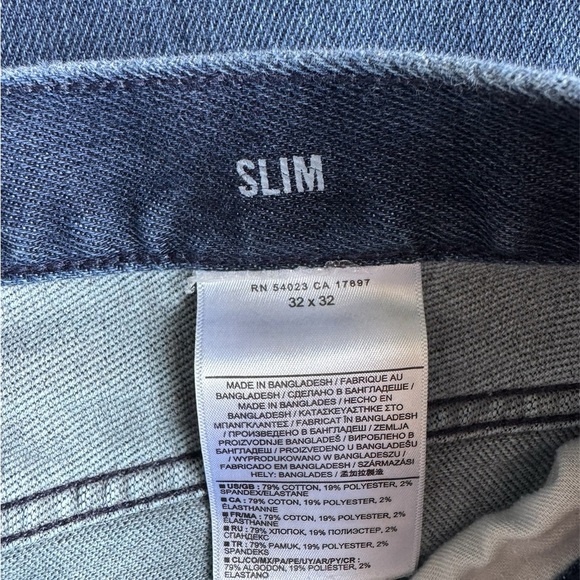 SLIM
RN 54023 CA 17897
32 x 32
MADE IN BANGLADESH / FABRIQUE AU
BANGLADESH / СДЕЛАНО В БАНГЛАДЕШЕ /
MADE IN BANGLADESH / HECHO EN
BANGLADESH / ΚΑΤΑΣΚΕΥΑΣΤΗΚΕ ΣΤΟ
ΜΠΑΝΓΚΛΑΝΤΕΣ / FABRICAT ÎN BANGLADESH
/ ПРОИЗВЕДЕНО В БАНГЛАДЕШ / ZEMLJA
PROIZVODNJE BANGLADEŠ / ВИРОБЛЕНО В
БАНГЛАДЕШ / PROIZVEDENO U BANGLADEŠU
/ WYPRODUKOWANO W BANGLADESZU /
FABRICADO EM BANGLADESH / SZÁRMAZÁSI
HELY: BANGLADES / 孟加拉製造
US/GB : 79% COTTON, 19% POLYESTER, 2%
SPANDEX/ELASTANE
CA : 79% COTTON, 19% POLYESTER, 2%
ELASTHANNE
FR/MA : 79% COTON, 19% POLYESTER, 2%
ELASTHANNE
RU : 79% ХЛОПОК, 19% ПОЛИЭСТЕР, 2%
СПАНДЕКС
TR : 79% PAMUK, 19% POLYESTER, 2%
SPANDEKS
CL/CO/MX/PA/PE/UY/AR/PY/CR :
79% ALGODON, 19% POLIESTER, 2%
ELASTANO